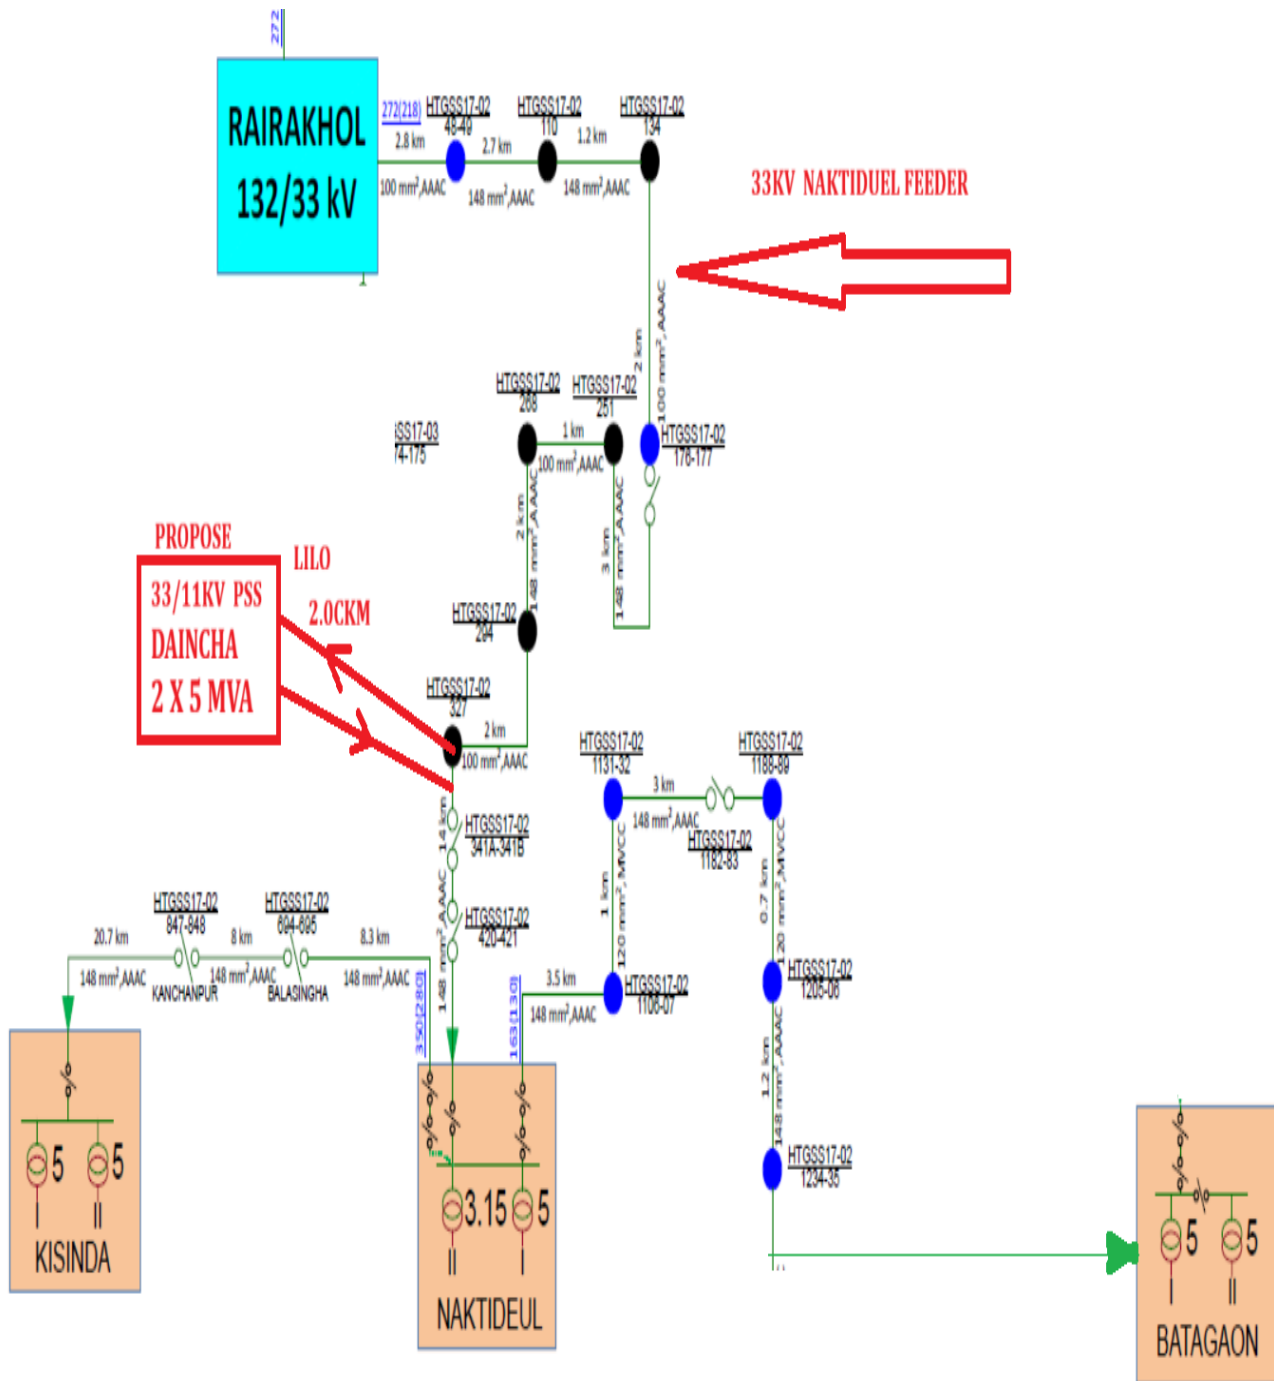 272
RAIRAKHOL
132/33 kV
272(218)
2.8 km
100 mm²,AAAC
HTGSS17-02
48-49
2.7 km
148 mm²,AAAC
HTGSS17-02
110
1.2 km
148 mm²,AAAC
HTGSS17-02
134
33KV NAKTIDUEL FEEDER
2 km
100 mm²,AAAC
HTGSS17-02
176-177
HTGSS17-02
268
HTGSS17-02
251
1 km
100 mm²,AAAC
SS17-03
74-175
3 km
148 mm²,AAAC
2 km
148 mm²,AAAC
HTGSS17-02
294
PROPOSE
33/11KV PSS
DAINCHA
2 X 5 MVA
LILO
2.0CKM
HTGSS17-02
327
2 km
100 mm²,AAAC
14 km
148 mm²,AAAC
HTGSS17-02
341A-341B
HTGSS17-02
420-421
HTGSS17-02
1131-32
3 km
148 mm²,AAAC
HTGSS17-02
1182-83
HTGSS17-02
1188-89
1 km
120 mm²,MVCC
0.7 km
120 mm²,MVCC
HTGSS17-02
1205-06
1.2 km
148 mm²,AAAC
HTGSS17-02
1234-35
HTGSS17-02
847-848
HTGSS17-02
694-695
20.7 km
148 mm²,AAAC
KANCHANPUR
8 km
148 mm²,AAAC
BALASINGHA
8.3 km
148 mm²,AAAC
350(280)
163(130)
3.5 km
148 mm²,AAAC
HTGSS17-02
1106-07
5
5
I
II
KISINDA
3.15
5
II
I
NAKTIDEUL
5
5
I
II
BATAGAON